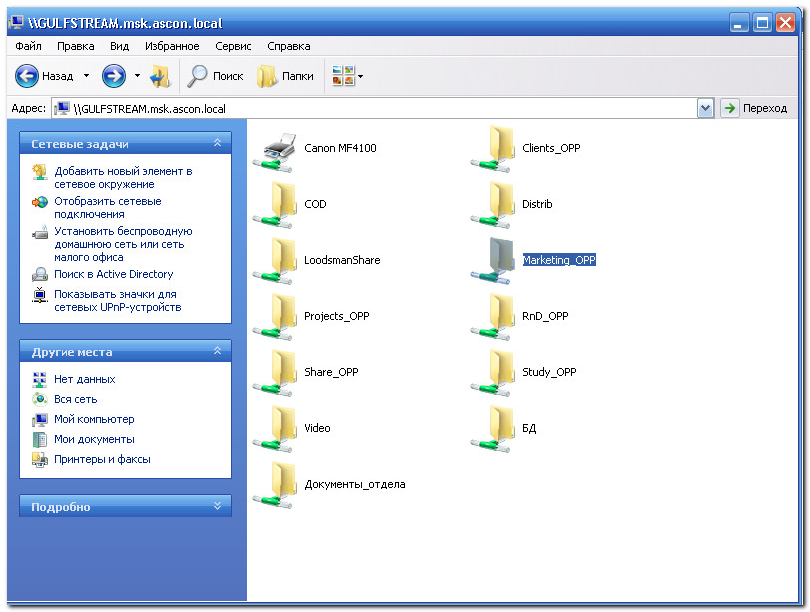 \\GULFSTREAM.msk.ascon.local
Файл Правка Вид Избранное Сервис Справка
Назад Поиск Папки
Адрес: \\GULFSTREAM.msk.ascon.local Переход
Сетевые задачи
Добавить новый элемент в
сетевое окружение
Отобразить сетевые
подключения
Установить беспроводную
домашнюю сеть или сеть
малого офиса
Поиск в Active Directory
Показывать значки для
сетевых UPnP-устройств
Другие места
Нет данных
Вся сеть
Мой компьютер
Мои документы
Принтеры и факсы
Подробно
Canon MF4100 Clients_OPP
COD Distrib
LoodsmanShare Marketing_OPP
Projects_OPP RnD_OPP
Share_OPP Study_OPP
Video БД
Документы_отдела